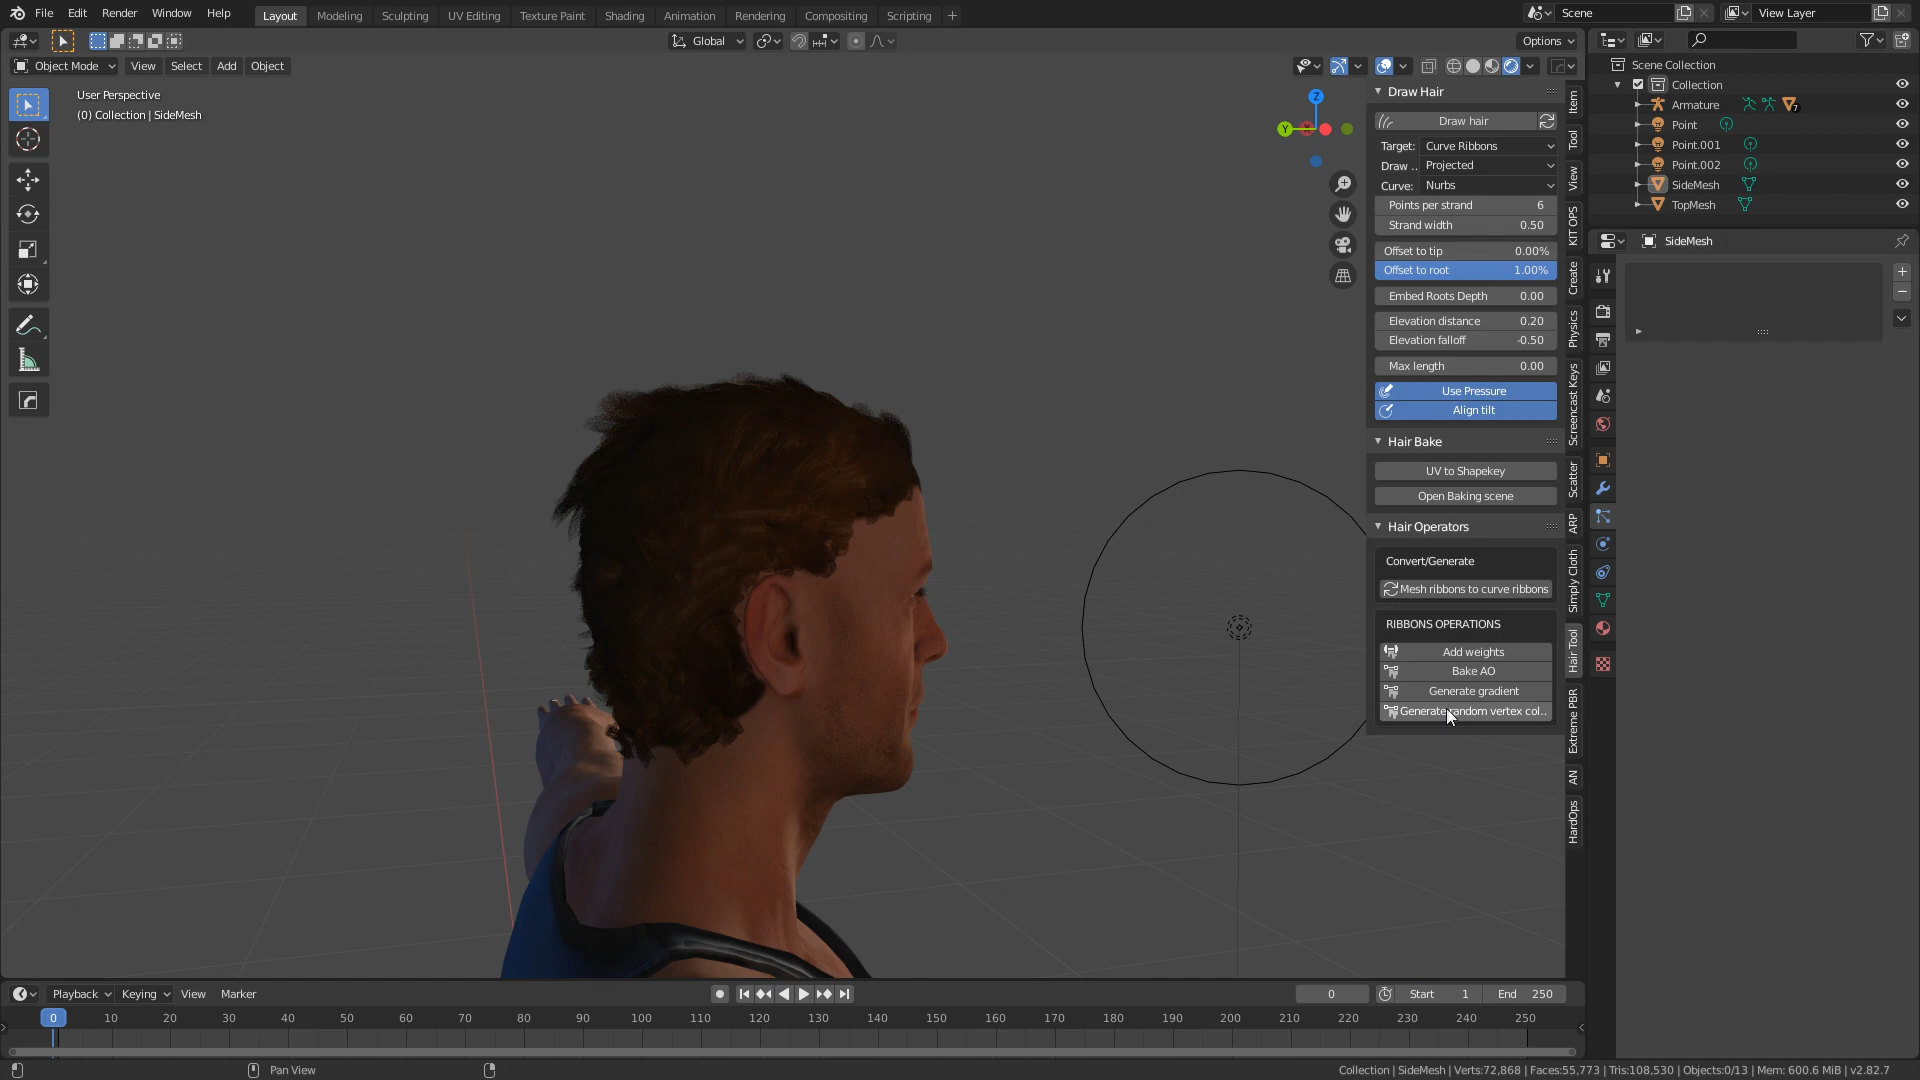 File Edit Render Window Help
Layout Modeling Sculpting UV Editing Texture Paint Shading Animation Rendering Compositing Scripting +
Scene
View Layer
Global
Options
Object Mode View Select Add Object
User Perspective
(0) Collection | SideMesh
Z
Y
Draw Hair
Draw hair
Target: Curve Ribbons
Draw .. Projected
Curve: Nurbs
Points per strand 6
Strand width 0.50
Offset to tip 0.00%
Offset to root 1.00%
Embed Roots Depth 0.00
Elevation distance 0.20
Elevation falloff -0.50
Max length 0.00
Use Pressure
Align tilt
Hair Bake
UV to Shapekey
Open Baking scene
Hair Operators
Convert/Generate
Mesh ribbons to curve ribbons
RIBBONS OPERATIONS
Add weights
Bake AO
Generate gradient
Generate random vertex col..
Item
Tool
View
KIT OPS
Create
Physics
Screencast Keys
Scatter
ARP
Simply Cloth
Hair Tool
Extreme PBR
AN
HardOps
Scene Collection
Collection
Armature 7
Point
Point.001
Point.002
SideMesh
TopMesh
SideMesh
Playback Keying View Marker
0 Start 1 End 250
0 10 20 30 40 50 60 70 80 90 100 110 120 130 140 150 160 170 180 190 200 210 220 230 240 250
Pan View
Collection | SideMesh | Verts:72,868 | Faces:55,773 | Tris:108,530 | Objects:0/13 | Mem: 600.6 MiB | v2.82.7